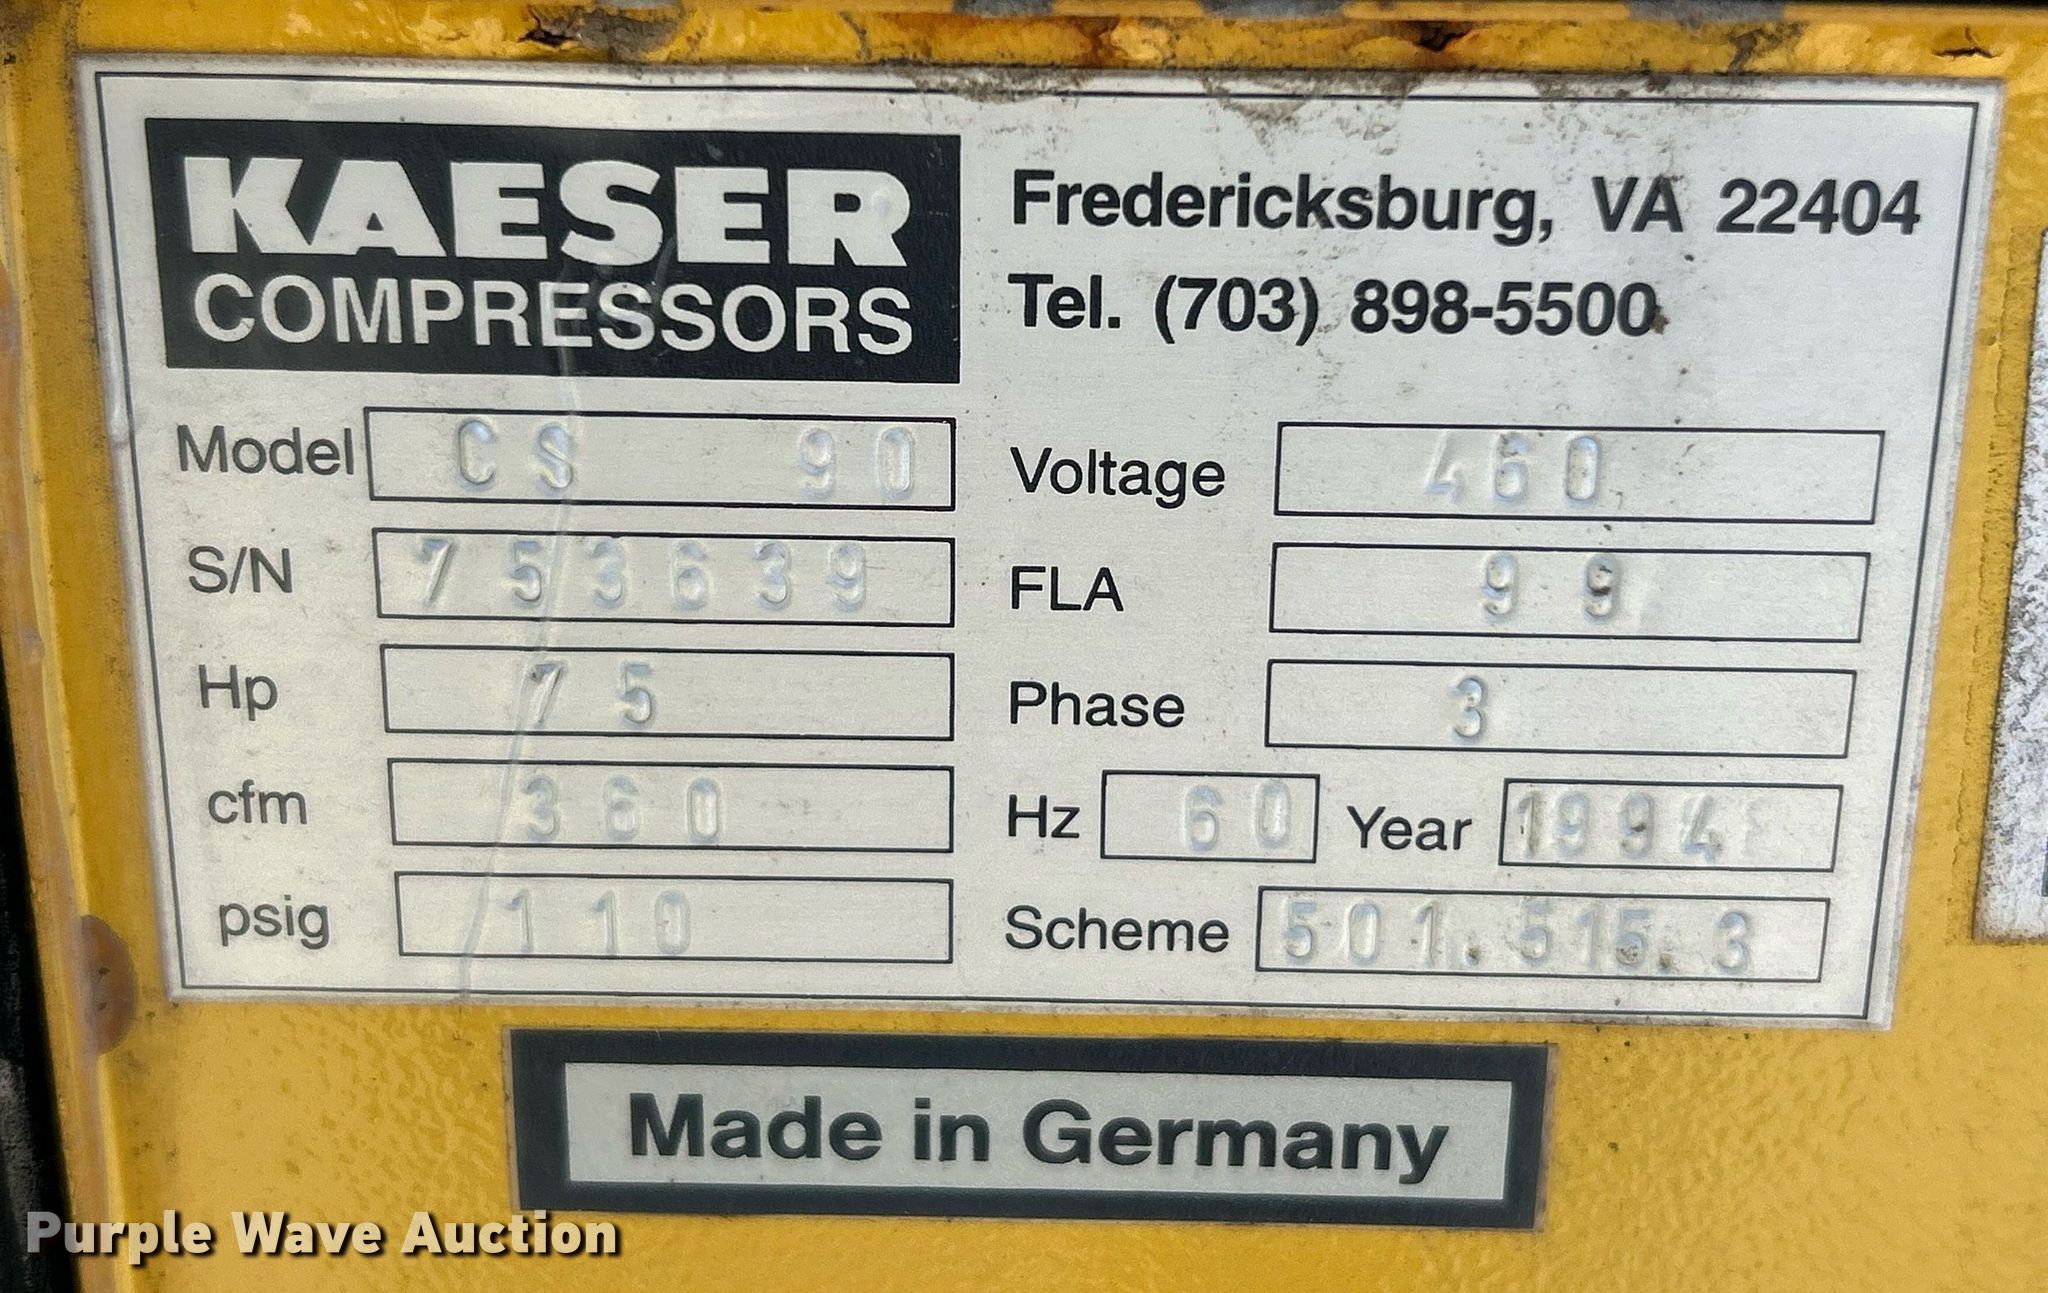 KAESER
COMPRESSORS
Fredericksburg, VA 22404
Tel. (703) 898-5500
Model CS 90
S/N 753639
Hp 75
cfm 360
psig 110
Voltage 460
FLA 99
Phase 3
Hz 60 Year 1994
Scheme 501.515.3
Made in Germany
Purple Wave Auction